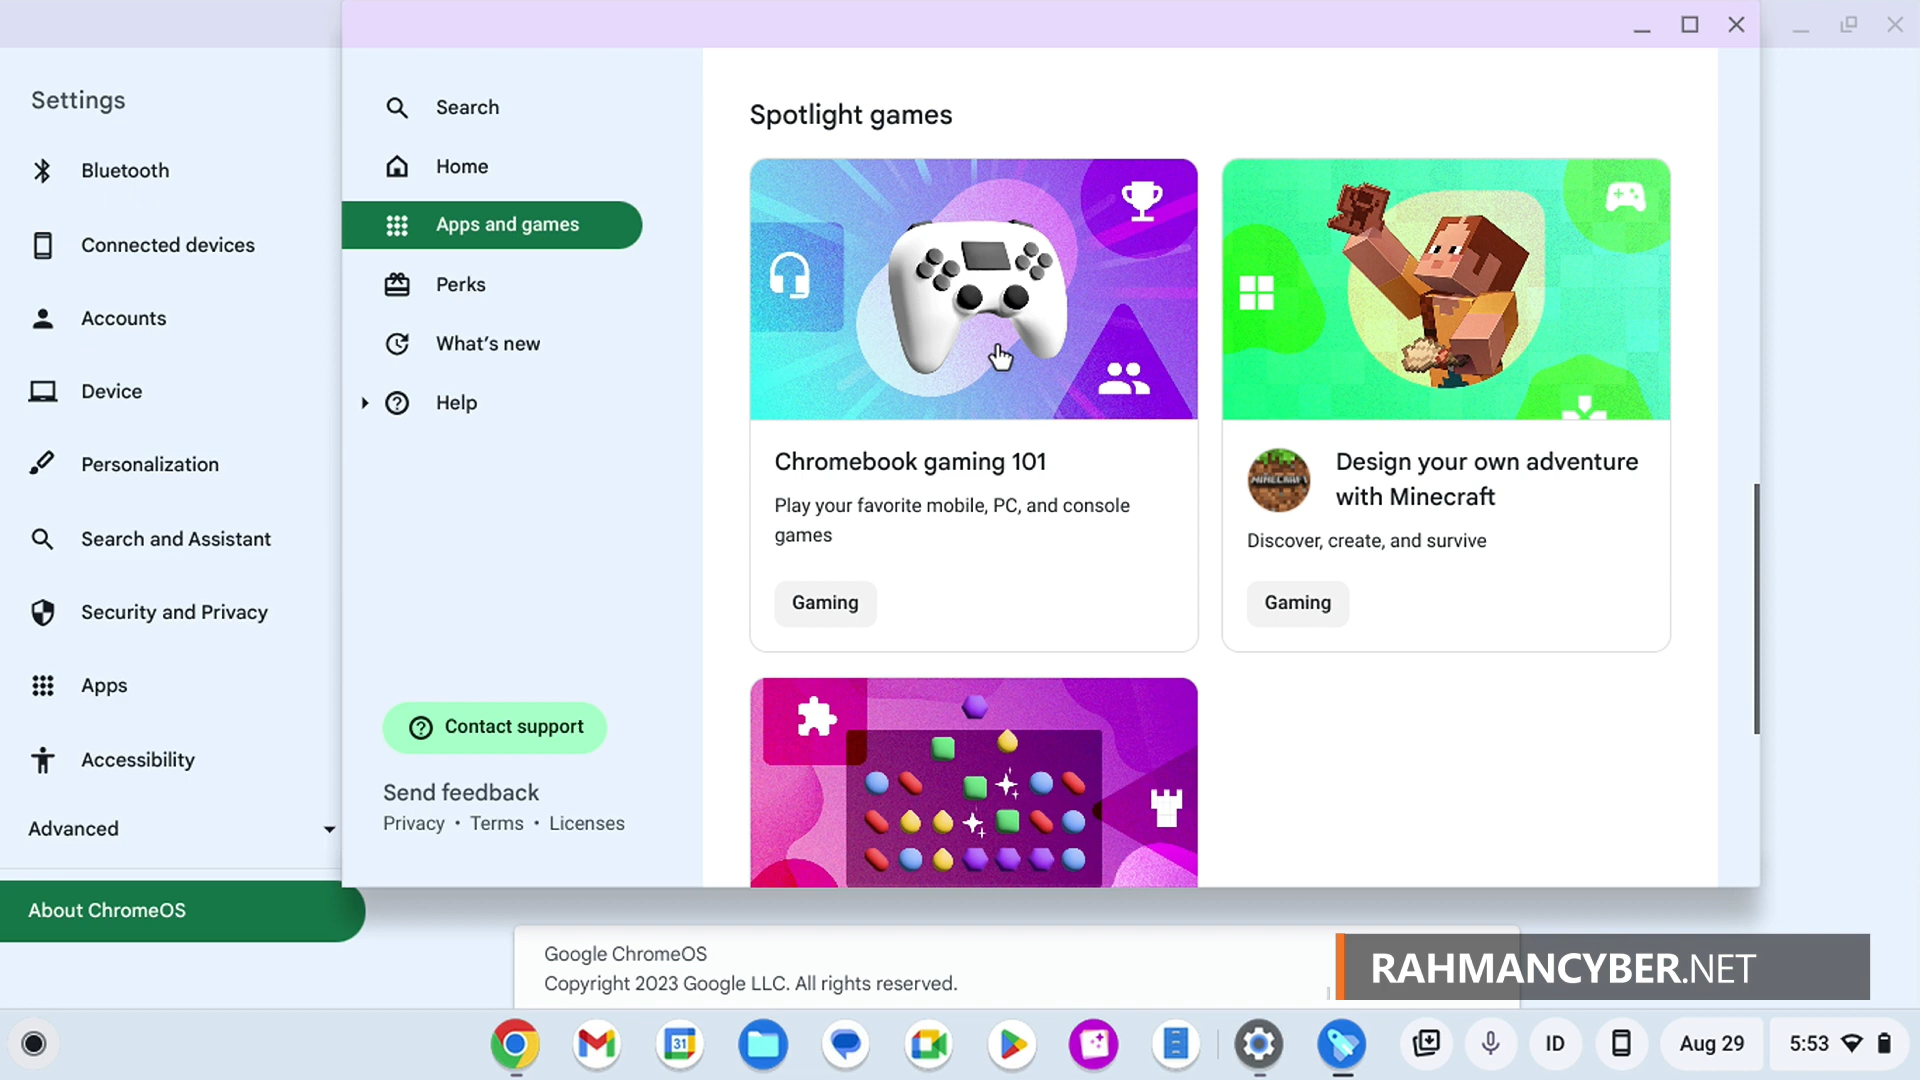 Settings
Bluetooth
Connected devices
Accounts
Device
Personalization
Search and Assistant
Security and Privacy
Apps
Accessibility
Advanced
About ChromeOS
Search
Home
Apps and games
Perks
What's new
Help
Contact support
Send feedback
Privacy • Terms • Licenses
Spotlight games
Chromebook gaming 101
Play your favorite mobile, PC, and console
games
Gaming
MINECRAFT
Design your own adventure
with Minecraft
Discover, create, and survive
Gaming
Google ChromeOS
Copyright 2023 Google LLC. All rights reserved.
RAHMANCYBER.NET
31
ID
Aug 29
5:53